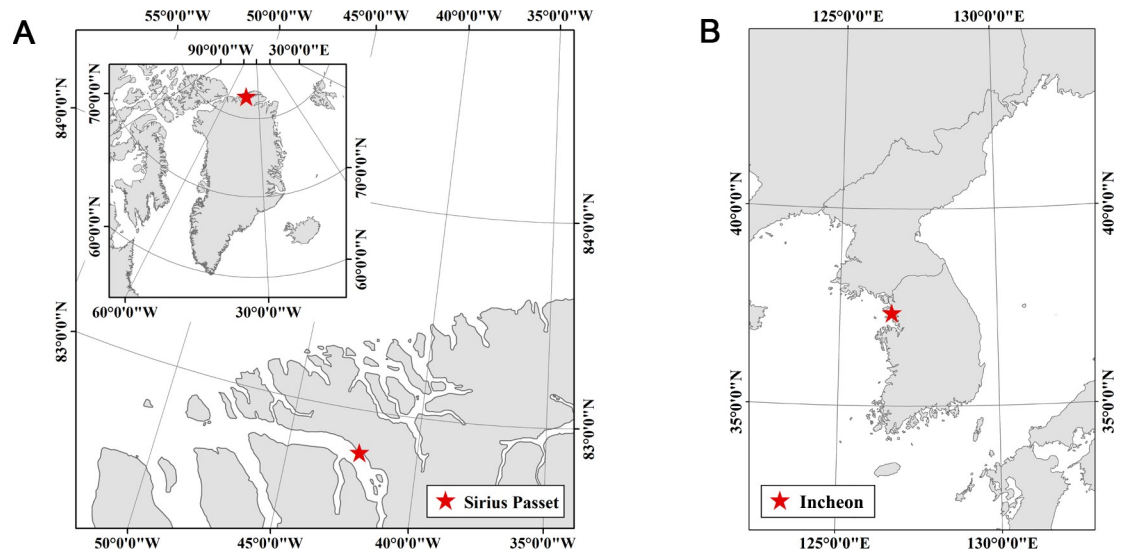 A
55°0'0"W
50°0'0"W
45°0'0"W
40°0'0"W
35°0'0"W
90°0'0"W
30°0'0"E
70°0'0"N
84°0'0"N
60°0'0"N
70°0'0"N
60°0'0"N
60°0'0"W
30°0'0"W
84°0'0"N
83°0'0"N
83°0'0"N
Sirius Passet
50°0'0"W
45°0'0"W
40°0'0"W
35°0'0"W
B
125°0'0"E
130°0'0"E
40°0'0"N
40°0'0"N
35°0'0"N
35°0'0"N
Incheon
125°0'0"E
130°0'0"E